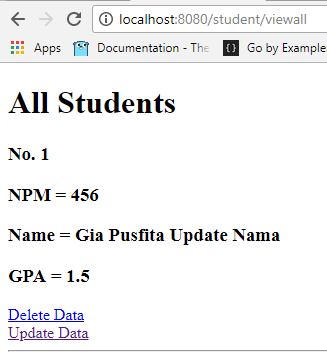 localhost:8080/student/viewall
Apps Documentation - The Go by Example
All Students
No. 1
NPM = 456
Name = Gia Pusfita Update Nama
GPA = 1.5
Delete Data
Update Data